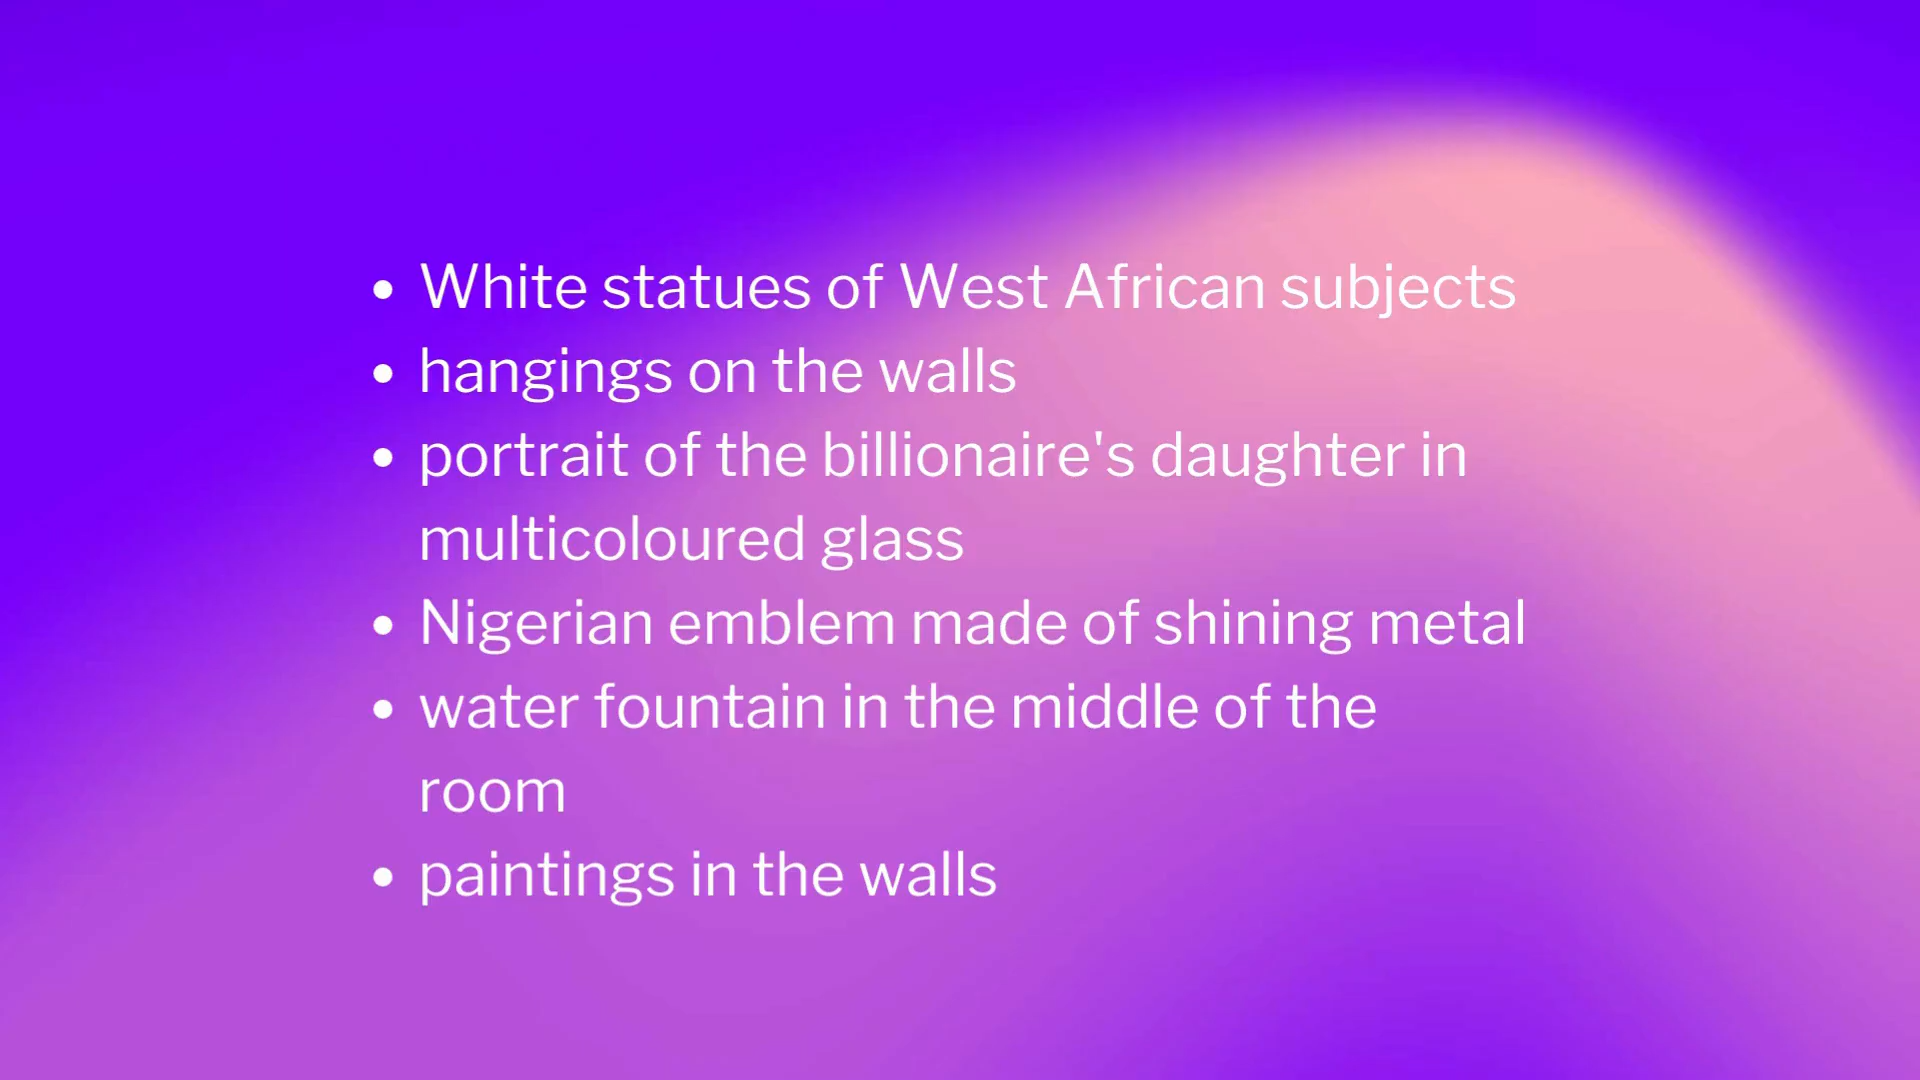 • White statues of West African subjects
• hangings on the walls
• portrait of the billionaire's daughter in
multicoloured glass
• Nigerian emblem made of shining metal
• water fountain in the middle of the
room
• paintings in the walls